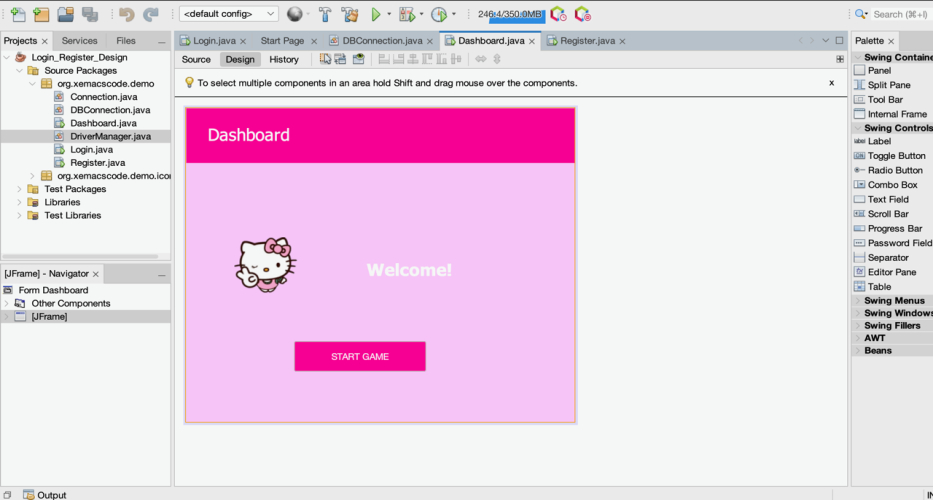 <default config>
246.4/350.0MB
Search (⌘+I)
Projects
Services
Files
Login.java
Start Page
DBConnection.java
Dashboard.java
Register.java
Palette
Login_Register_Design
Source Packages
org.xemacscode.demo
Connection.java
DBConnection.java
Dashboard.java
DriverManager.java
Login.java
Register.java
org.xemacscode.demo.ico
Test Packages
Libraries
Test Libraries
Source
Design
History
To select multiple components in an area hold Shift and drag mouse over the components.
x
Dashboard
Welcome!
START GAME
[JFrame] - Navigator
Form Dashboard
Other Components
[JFrame]
Swing Containe
Panel
Split Pane
Tool Bar
Internal Frame
Swing Controls
Label
Toggle Button
Radio Button
Combo Box
Text Field
Scroll Bar
Progress Bar
Password Field
Separator
Editor Pane
Table
Swing Menus
Swing Windows
Swing Fillers
AWT
Beans
Output
IN